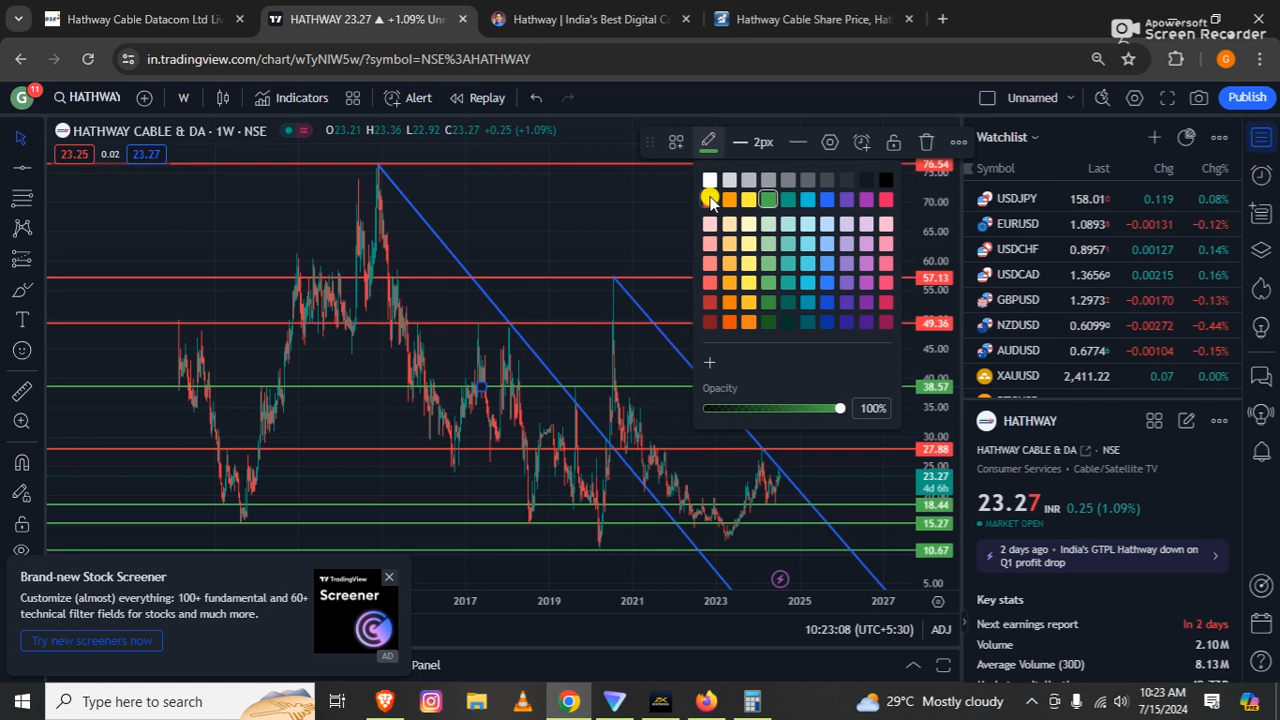 Hathway Cable Datacom Ltd Liv
HATHWAY 23.27 ▲ +1.09% Unn
Hathway | India's Best Digital C
Hathway Cable Share Price, Hat
Apowersoft
Screen Recorder
in.tradingview.com/chart/wTyNIW5w/?symbol=NSE%3AHATHWAY
G
G
11
HATHWAY
W
Indicators
Alert
Replay
Unnamed
Publish
HATHWAY CABLE & DA · 1W · NSE
O23.21 H23.36 L22.92 C23.27 +0.25 (+1.09%)
23.25
0.02
23.27
2px
Opacity
100%
76.54
75.00
70.00
65.00
60.00
57.13
55.00
49.36
45.00
40.00
38.57
35.00
30.00
27.88
25.00
23.27
4d 6h
18.44
15.27
10.67
5.00
2017
2019
2021
2023
2025
2027
10:23:08 (UTC+5:30)
ADJ
Panel
Brand-new Stock Screener
Customize (almost) everything: 100+ fundamental and 60+
technical filter fields for stocks and much more.
Try new screeners now
TradingView
Screener
AD
Watchlist
Symbol Last Chg Chg%
USDJPY 158.010 0.119 0.08%
EURUSD 1.0893 -0.00131 -0.12%
USDCHF 0.8957 0.00127 0.14%
USDCAD 1.3656 0.00215 0.16%
GBPUSD 1.2973 -0.00170 -0.13%
NZDUSD 0.6099 -0.00272 -0.44%
AUDUSD 0.6774 -0.00104 -0.15%
XAUUSD 2,411.22 0.07 0.00%
HATHWAY
HATHWAY CABLE & DA · NSE
Consumer Services · Cable/Satellite TV
23.27 INR 0.25 (1.09%)
MARKET OPEN
2 days ago · India's GTPL Hathway down on
Q1 profit drop
Key stats
Next earnings report In 2 days
Volume 2.10 M
Average Volume (30D) 8.13 M
Type here to search
29°C Mostly cloudy
10:23 AM
7/15/2024